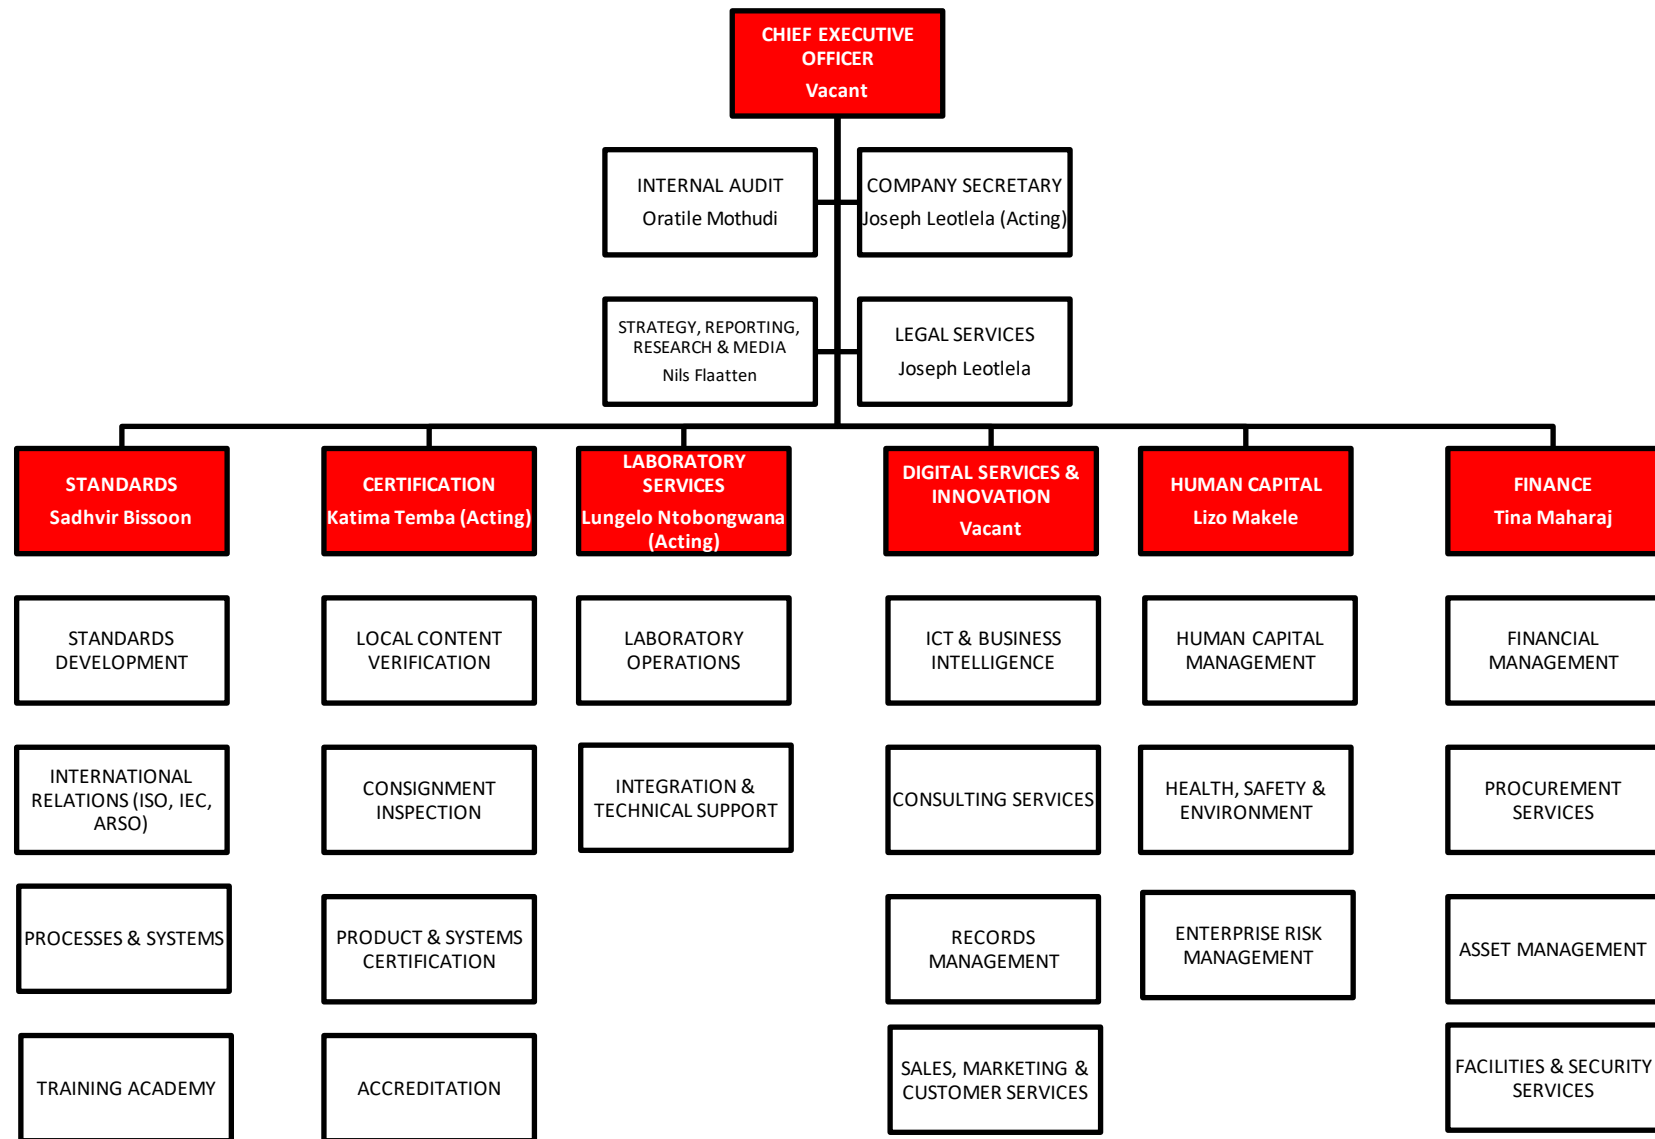 CHIEF EXECUTIVE
OFFICER
Vacant
INTERNAL AUDIT
Oratile Mothudi
COMPANY SECRETARY
Joseph Leotlela (Acting)
STRATEGY, REPORTING,
RESEARCH & MEDIA
Nils Flaatten
LEGAL SERVICES
Joseph Leotlela
STANDARDS
Sadhvir Bissoon
CERTIFICATION
Katima Temba (Acting)
LABORATORY
SERVICES
Lungelo Ntobongwana
(Acting)
DIGITAL SERVICES &
INNOVATION
Vacant
HUMAN CAPITAL
Lizo Makele
FINANCE
Tina Maharaj
STANDARDS
DEVELOPMENT
LOCAL CONTENT
VERIFICATION
LABORATORY
OPERATIONS
ICT & BUSINESS
INTELLIGENCE
HUMAN CAPITAL
MANAGEMENT
FINANCIAL
MANAGEMENT
INTERNATIONAL
RELATIONS (ISO, IEC,
ARSO)
CONSIGNMENT
INSPECTION
INTEGRATION &
TECHNICAL SUPPORT
CONSULTING SERVICES
HEALTH, SAFETY &
ENVIRONMENT
PROCUREMENT
SERVICES
PROCESSES & SYSTEMS
PRODUCT & SYSTEMS
CERTIFICATION
RECORDS
MANAGEMENT
ENTERPRISE RISK
MANAGEMENT
ASSET MANAGEMENT
TRAINING ACADEMY
ACCREDITATION
SALES, MARKETING &
CUSTOMER SERVICES
FACILITIES & SECURITY
SERVICES